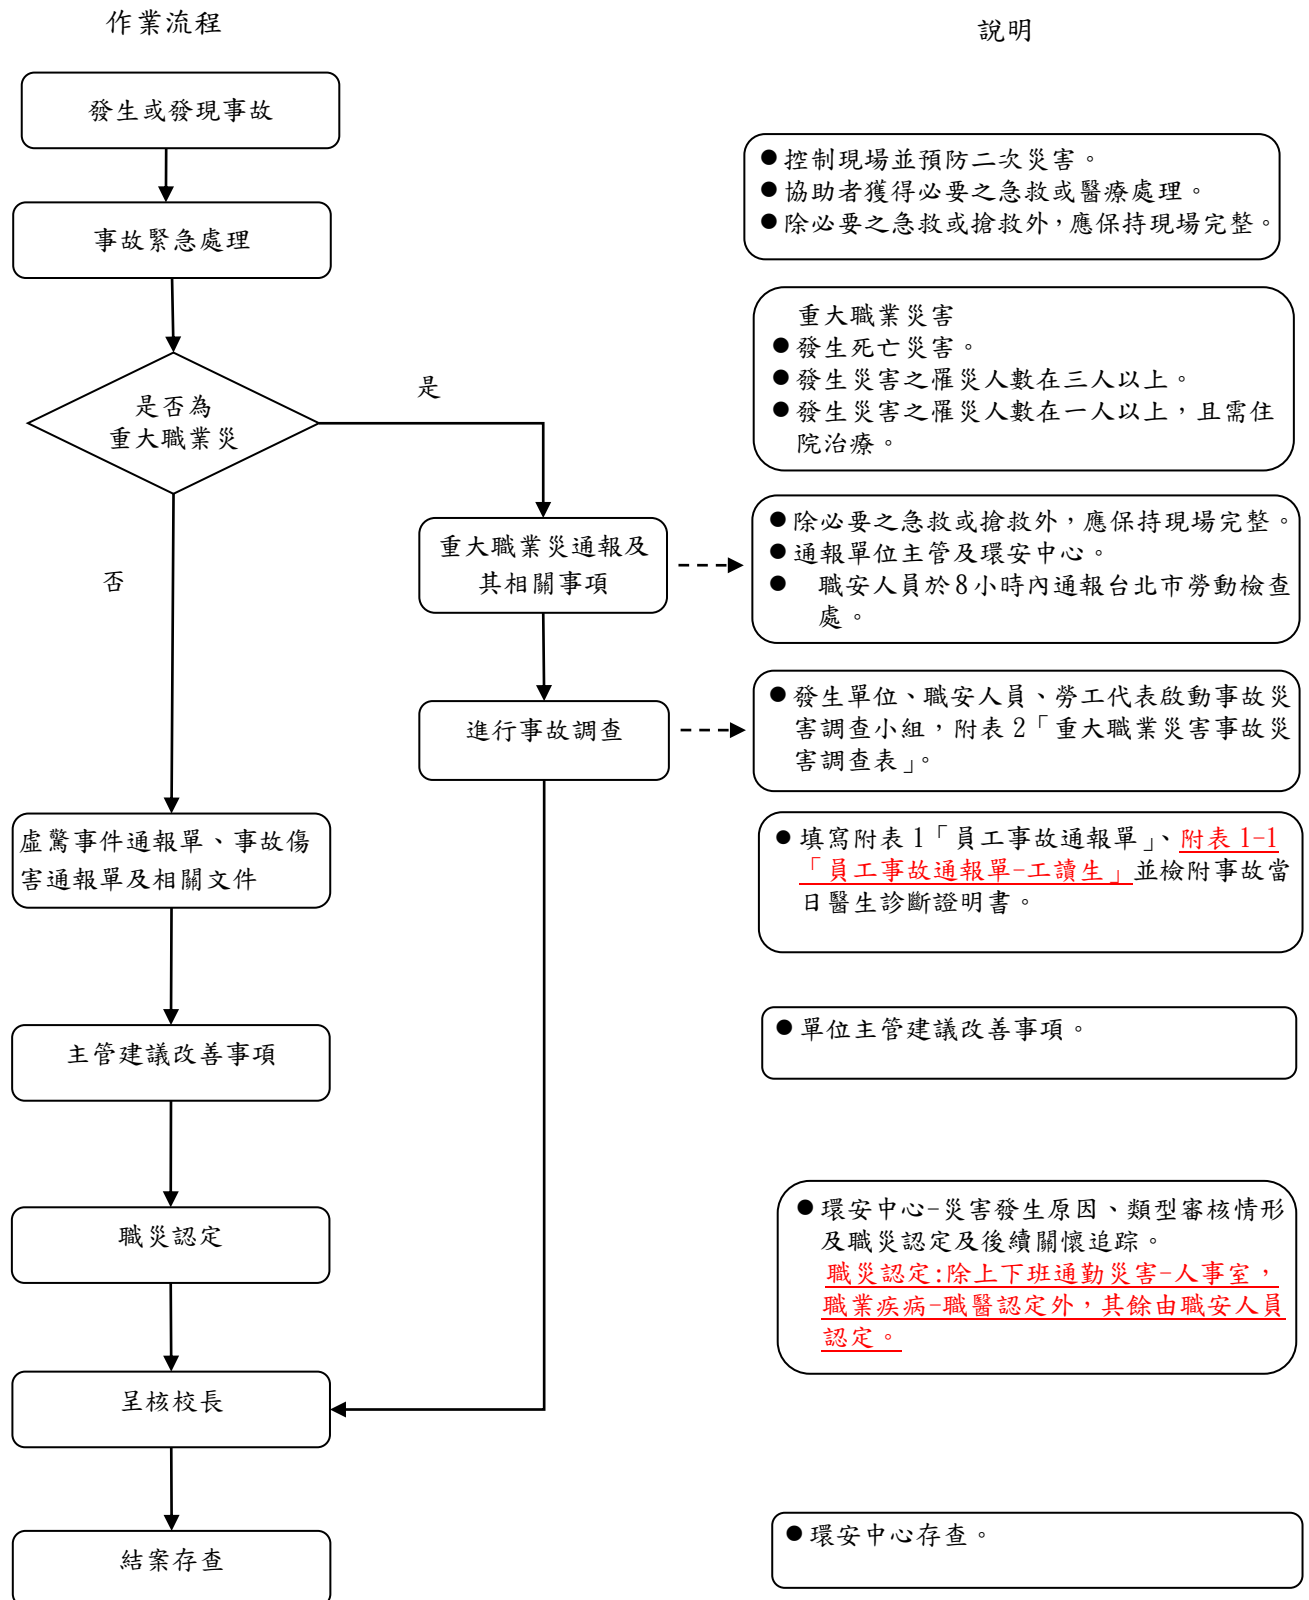 作業流程
說明
發生或發現事故
●控制現場並預防二次災害。
●協助者獲得必要之急救或醫療處理。
●除必要之急救或搶救外，應保持現場完整。
事故緊急處理
重大職業災害
●發生死亡災害。
●發生災害之罹災人數在三人以上。
●發生災害之罹災人數在一人以上，且需住
院治療。
是否為
重大職業災
是
否
重大職業災通報及
其相關事項
●除必要之急救或搶救外，應保持現場完整。
●通報單位主管及環安中心。
● 職安人員於8小時內通報台北市勞動檢查
處。
進行事故調查
●發生單位、職安人員、勞工代表啟動事故災
害調查小組，附表 2「重大職業災害事故災
害調查表」。
虛驚事件通報單、事故傷
害通報單及相關文件
●填寫附表 1「員工事故通報單」、附表 1-1
「員工事故通報單-工讀生」並檢附事故當
日醫生診斷證明書。
主管建議改善事項
●單位主管建議改善事項。
職災認定
●環安中心-災害發生原因、類型審核情形
及職災認定及後續關懷追踪。
職災認定:除上下班通勤災害-人事室，
職業疾病-職醫認定外，其餘由職安人員
認定。
呈核校長
結案存查
●環安中心存查。